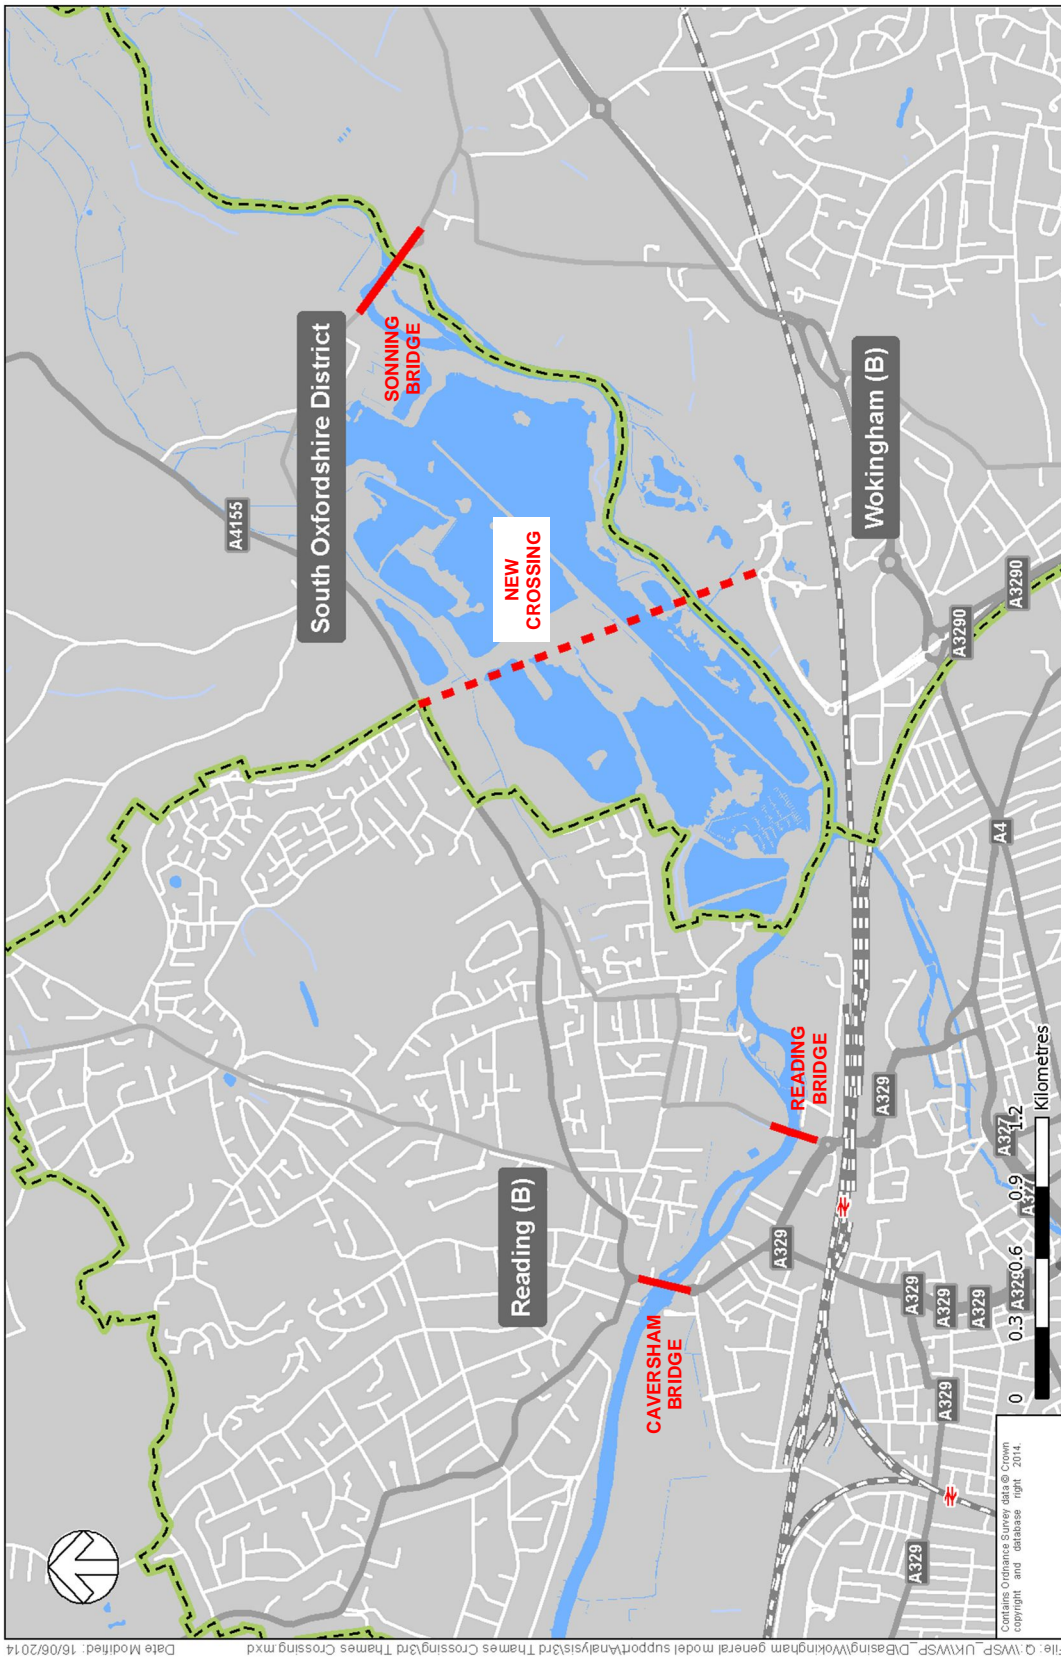 A4155
South Oxfordshire District
SONNING
BRIDGE
NEW
CROSSING
Wokingham (B)
A3290
A3290
A4
Reading (B)
READING
BRIDGE
CAVERSHAM
BRIDGE
A329
A329
A327
A327
A329
A329
A329
A329
A329
A329
0 0.3 0.6 0.9 1.2
Kilometres
Contains Ordnance Survey data © Crown
copyright and database right 2014.
File: Q:\WSP_UK\WSP_D\Basing\Wokingham general model support\Analysis\3rd Thames Crossing\3rd Thames Crossing.mxd
Date Modified: 16/06/2014